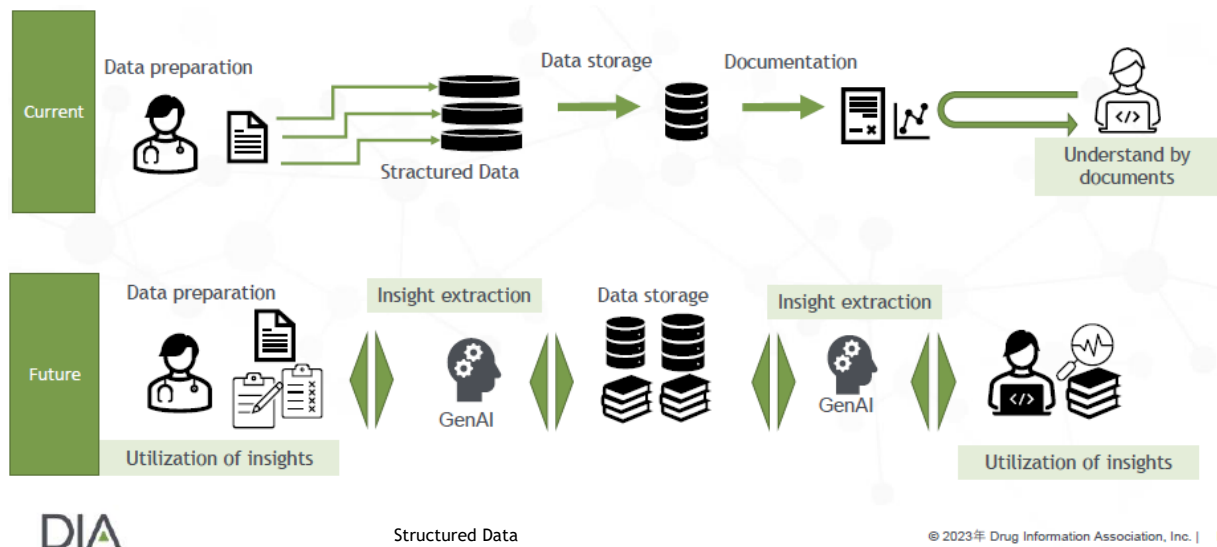 Current
Data preparation
Stractured Data
Data storage
Documentation
</>
Understand by
documents
Future
Data preparation
Utilization of insights
Insight extraction
GenAI
Data storage
Insight extraction
GenAI
</>
Utilization of insights
DIA
Structured Data
© 2023年 Drug Information Association, Inc. |